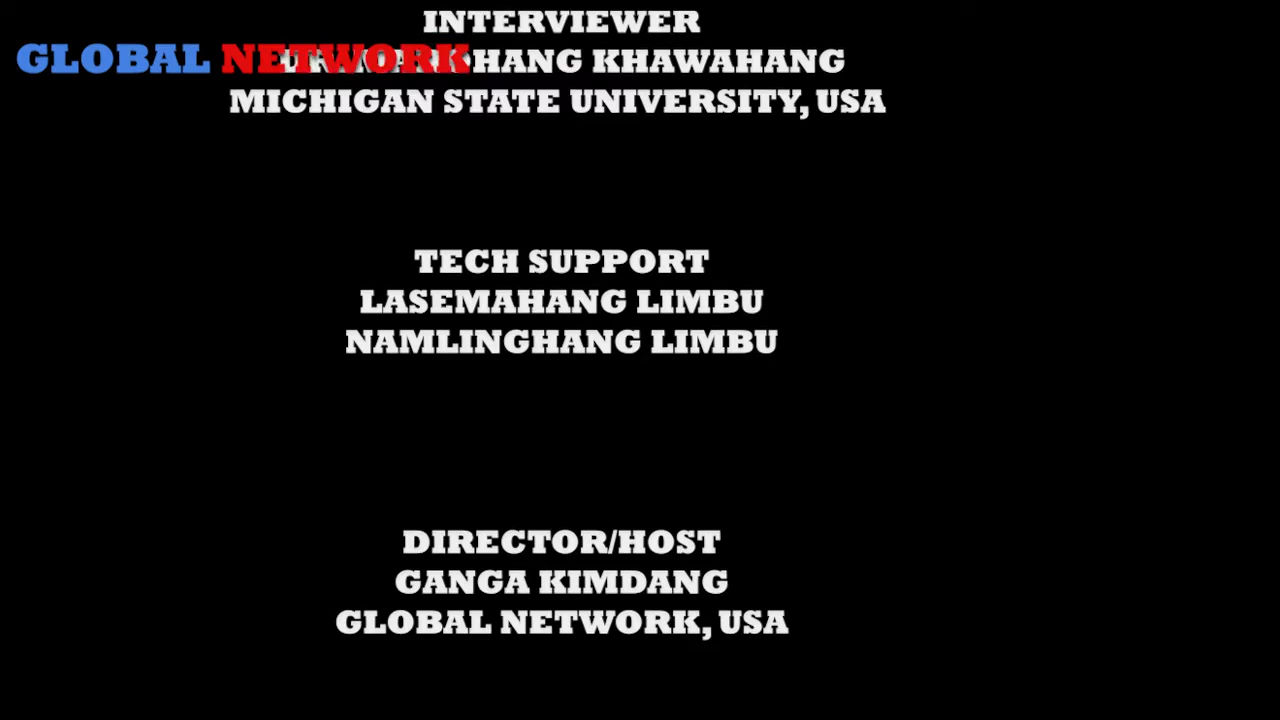 INTERVIEWER
GLOBAL NETWORK
KHAWAHANG
MICHIGAN STATE UNIVERSITY, USA
TECH SUPPORT
LASEMAHANG LIMBU
NAMLINGHANG LIMBU
DIRECTOR/HOST
GANGA KIMDANG
GLOBAL NETWORK, USA